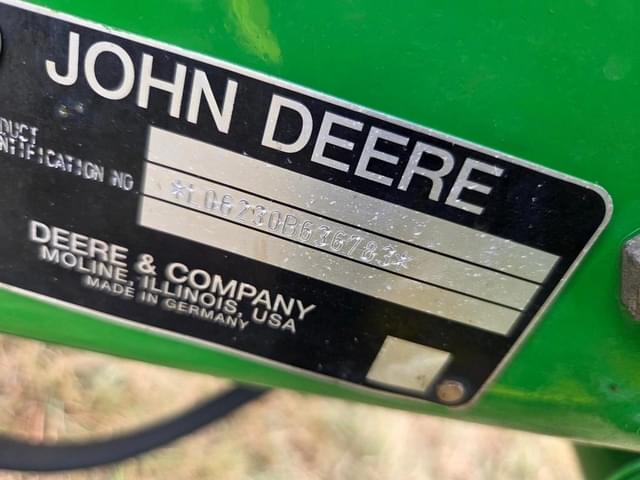 JOHN DEERE
DUCT
NTIFICATION NO
*L06230B636783*
DEERE & COMPANY
MOLINE, ILLINOIS, USA
MADE IN GERMANY